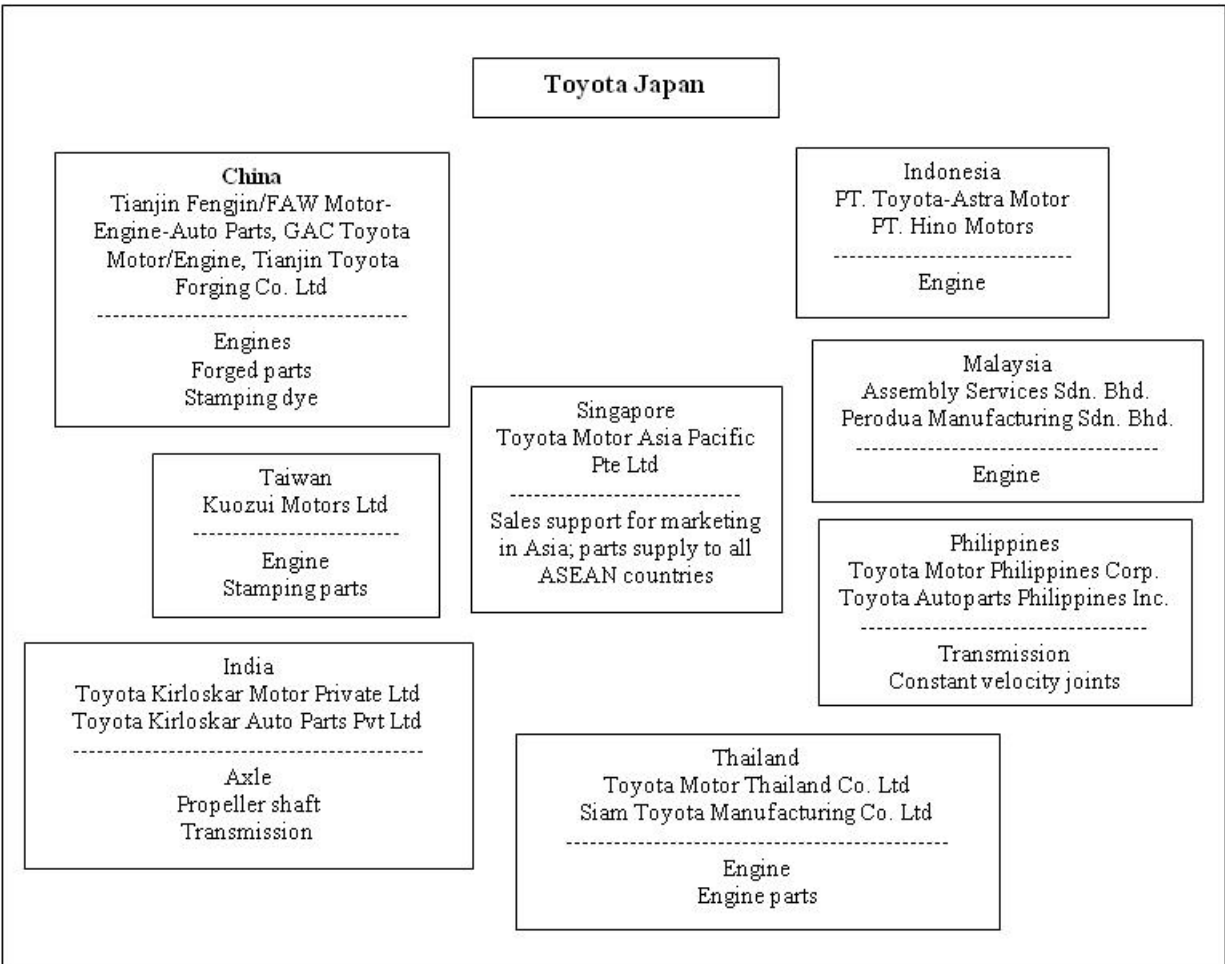 Toyota Japan
China
Tianjin Fengjin/FAW Motor-
Engine-Auto Parts, GAC Toyota
Motor/Engine, Tianjin Toyota
Forging Co. Ltd
---------------------------------------
Engines
Forged parts
Stamping dye
Indonesia
PT. Toyota-Astra Motor
PT. Hino Motors
------------------------------
Engine
Malaysia
Assembly Services Sdn. Bhd.
Perodua Manufacturing Sdn. Bhd.
--------------------------------------
Engine
Singapore
Toyota Motor Asia Pacific
Pte Ltd
-----------------------------
Sales support for marketing
in Asia; parts supply to all
ASEAN countries
Taiwan
Kuozui Motors Ltd
--------------------------
Engine
Stamping parts
Philippines
Toyota Motor Philippines Corp.
Toyota Autoparts Philippines Inc.
------------------------------------
Transmission
Constant velocity joints
India
Toyota Kirloskar Motor Private Ltd
Toyota Kirloskar Auto Parts Pvt Ltd
--------------------------------------------
Axle
Propeller shaft
Transmission
Thailand
Toyota Motor Thailand Co. Ltd
Siam Toyota Manufacturing Co. Ltd
------------------------------------------------
Engine
Engine parts